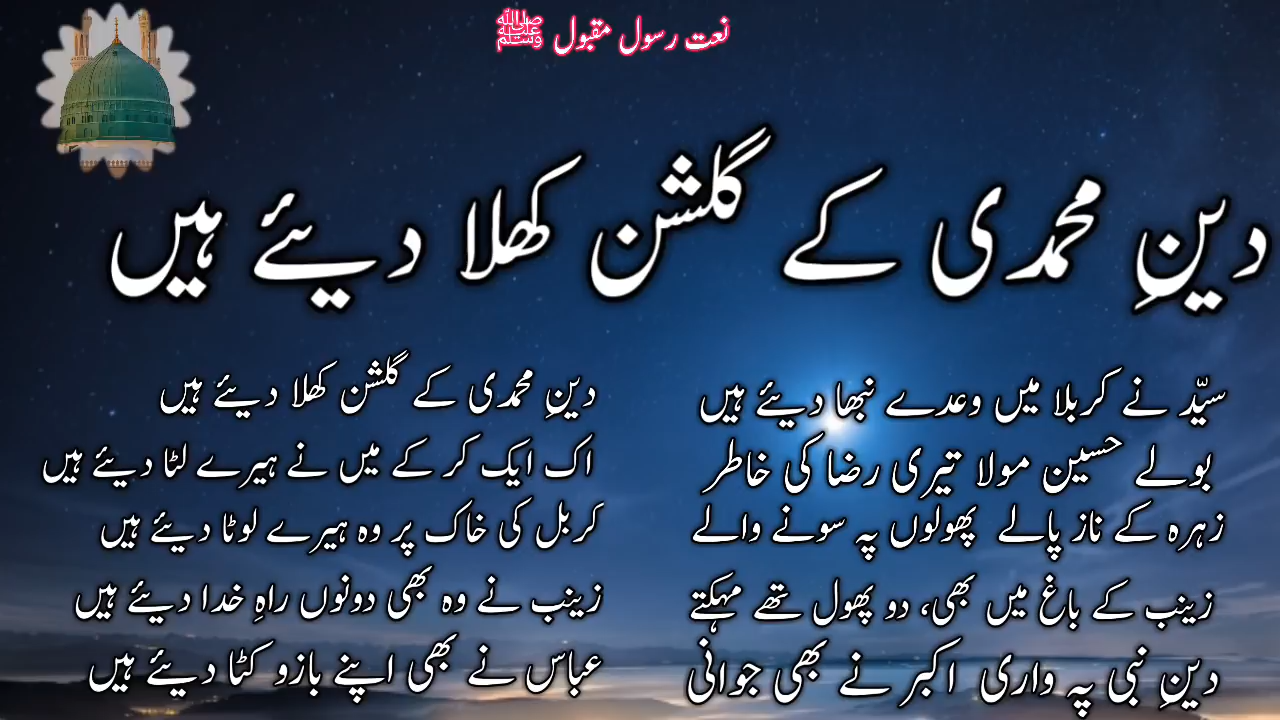 نعت رسول مقبول ﷺ
دینِ محمدی کے گلشن کھلا دیئے ہیں
سیّد نے کربلا میں وعدے نبھا دیئے ہیں دینِ محمدی کے گلشن کھلا دیئے ہیں
بولے حسین مولا تیری رضا کی خاطر اک ایک کر کے میں نے ہیرے لٹا دیئے ہیں
زہرہ کے ناز پالے پھولوں پہ سونے والے کربل کی خاک پر وہ ہیرے لوٹا دیئے ہیں
زینب کے باغ میں بھی، دو پھول تھے مہکتے زینب نے وہ بھی دونوں راہِ خدا دیئے ہیں
دینِ نبی پہ واری اکبر نے بھی جوانی عباس نے بھی اپنے بازو کٹا دیئے ہیں